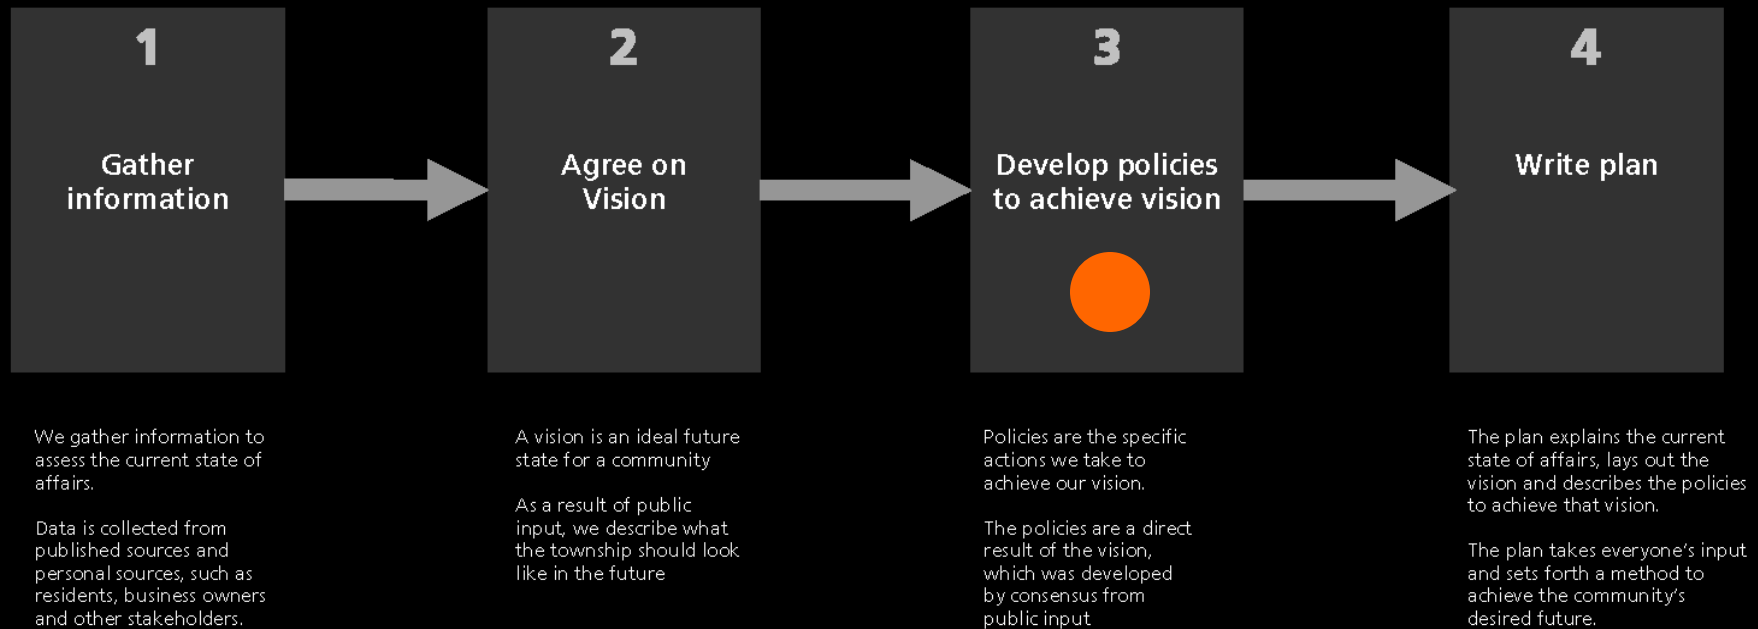 1
Gather
information
We gather information to
assess the current state of
affairs.
Data is collected from
published sources and
personal sources, such as
residents, business owners
and other stakeholders.
2
Agree on
Vision
A vision is an ideal future
state for a community
As a result of public
input, we describe what
the township should look
like in the future
3
Develop policies
to achieve vision
Policies are the specific
actions we take to
achieve our vision.
The policies are a direct
result of the vision,
which was developed
by consensus from
public input
4
Write plan
The plan explains the current
state of affairs, lays out the
vision and describes the policies
to achieve that vision.
The plan takes everyone's input
and sets forth a method to
achieve the community's
desired future.